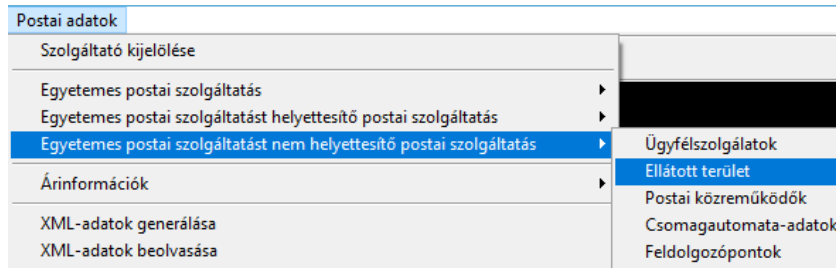 Postai adatok
Szolgáltató kijelölése
Egyetemes postai szolgáltatás
Egyetemes postai szolgáltatást helyettesítő postai szolgáltatás
Egyetemes postai szolgáltatást nem helyettesítő postai szolgáltatás
Árinformációk
XML-adatok generálása
XML-adatok beolvasása
Ügyfélszolgálatok
Ellátott terület
Postai közreműködők
Csomagautomata-adatok
Feldolgozópontok